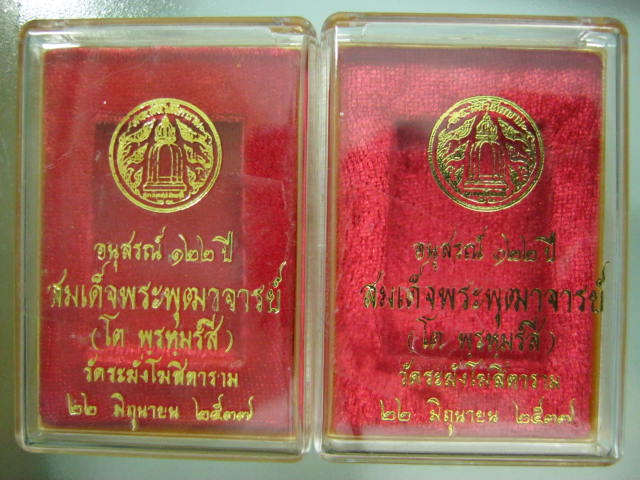 อนุสรณ์ ๑๒๒ ปี
สมเด็จพระพุฒาจารย์
(โต พรหมรํสี)
วัดระฆังโฆสิตาราม
๒๒ มิถุนายน ๒๕๓๗
อนุสรณ์ ๑๒๒ ปี
สมเด็จพระพุฒาจารย์
(โต พรหมรํสี)
วัดระฆังโฆสิตาราม
๒๒ มิถุนายน ๒๕๓๗